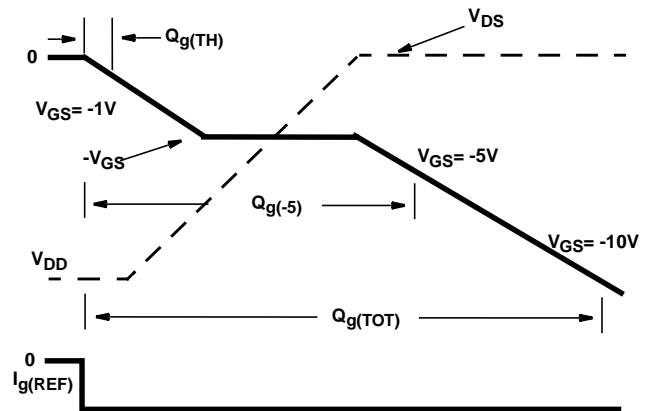 Qg(TH)
VDS
0
VGS= -1V
-VGS
VGS= -5V
Qg(-5)
VDD
VGS= -10V
Qg(TOT)
0
Ig(REF)